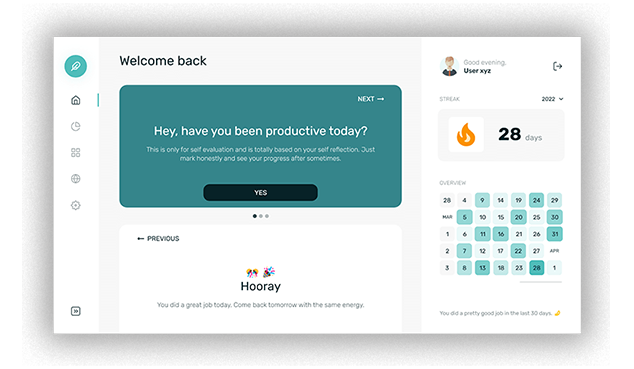 Welcome back
NEXT →
Hey, have you been productive today?
This is only for self evaluation and is totally based on your self reflection. Just
mark honestly and see your progress after sometimes.
YES
← PREVIOUS
Hooray
You did a great job today. Come back tomorrow with the same energy.
Good evening,
User xyz
STREAK
2022
28 days
OVERVIEW
28 4 9 14 19 24 29
MAR 5 10 15 20 25 30
1 6 11 16 21 26 31
2 7 12 17 22 27 APR
3 8 13 18 23 28 1
You did a pretty good job in the last 30 days.